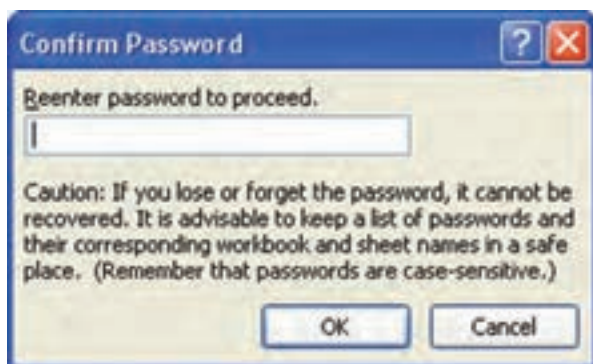 Confirm Password
Reenter password to proceed.
Caution: If you lose or forget the password, it cannot be
recovered. It is advisable to keep a list of passwords and
their corresponding workbook and sheet names in a safe
place. (Remember that passwords are case-sensitive.)
OK Cancel